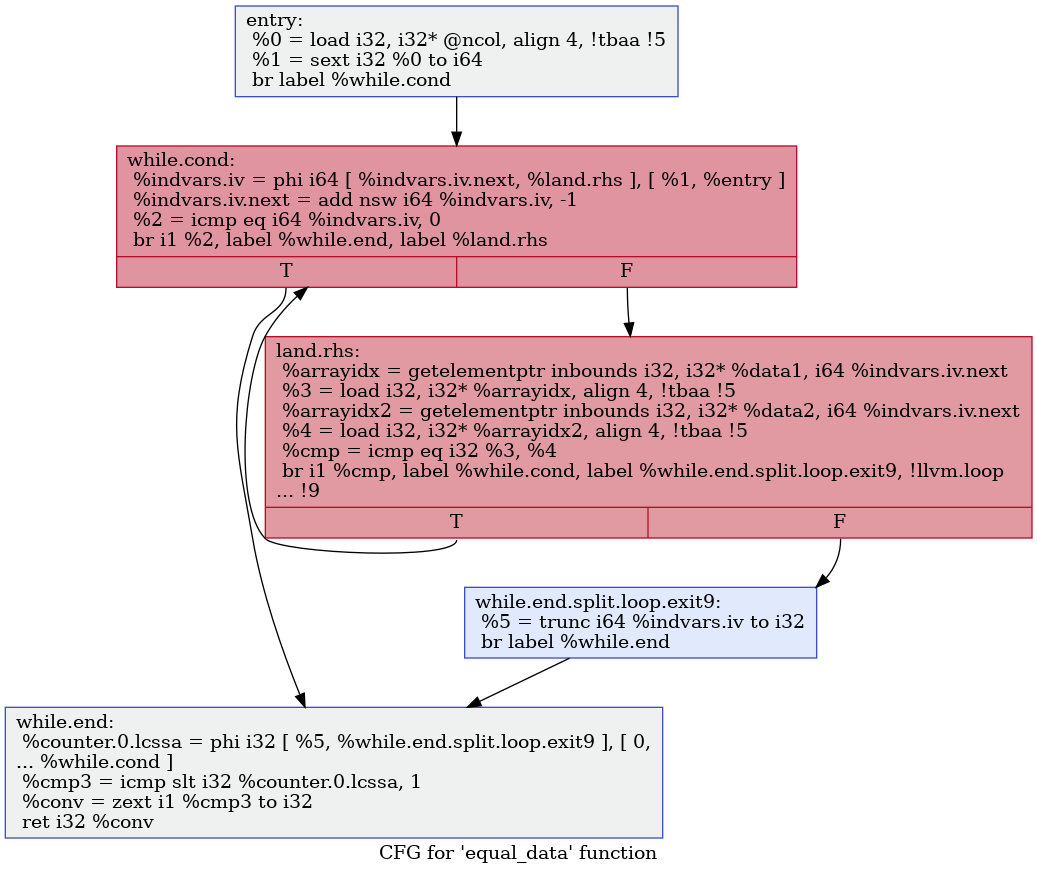 entry:
%0 = load i32, i32* @ncol, align 4, !tbaa !5
%1 = sext i32 %0 to i64
br label %while.cond
while.cond:
%indvars.iv = phi i64 [ %indvars.iv.next, %land.rhs ], [ %1, %entry ]
%indvars.iv.next = add nsw i64 %indvars.iv, -1
%2 = icmp eq i64 %indvars.iv, 0
br i1 %2, label %while.end, label %land.rhs
T F
land.rhs:
%arrayidx = getelementptr inbounds i32, i32* %data1, i64 %indvars.iv.next
%3 = load i32, i32* %arrayidx, align 4, !tbaa !5
%arrayidx2 = getelementptr inbounds i32, i32* %data2, i64 %indvars.iv.next
%4 = load i32, i32* %arrayidx2, align 4, !tbaa !5
%cmp = icmp eq i32 %3, %4
br i1 %cmp, label %while.cond, label %while.end.split.loop.exit9, !llvm.loop
... !9
T F
while.end.split.loop.exit9:
%5 = trunc i64 %indvars.iv to i32
br label %while.end
while.end:
%counter.0.lcssa = phi i32 [ %5, %while.end.split.loop.exit9 ], [ 0,
... %while.cond ]
%cmp3 = icmp slt i32 %counter.0.lcssa, 1
%conv = zext i1 %cmp3 to i32
ret i32 %conv
CFG for 'equal_data' function